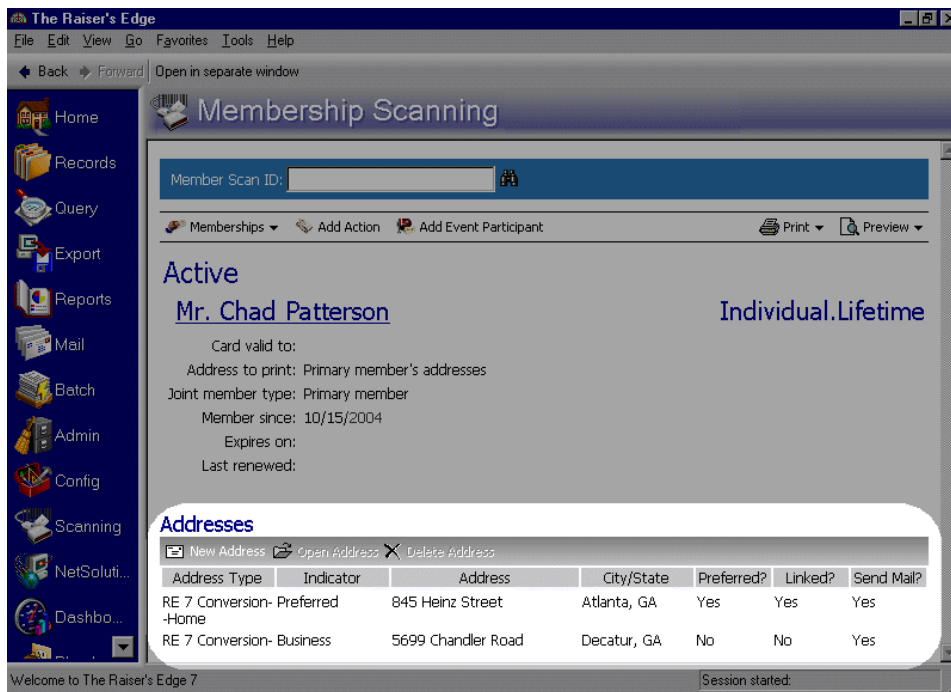 The Raiser's Edge
File Edit View Go Favorites Tools Help
Back Forward Open in separate window
Home
Records
Query
Export
Reports
Mail
Batch
Admin
Config
Scanning
NetSoluti...
Dashbo...
Membership Scanning
Member Scan ID:
Memberships Add Action Add Event Participant Print Preview
Active
Mr. Chad Patterson Individual.Lifetime
Card valid to:
Address to print: Primary member's addresses
Joint member type: Primary member
Member since: 10/15/2004
Expires on:
Last renewed:
Addresses
New Address Open Address Delete Address
Address Type Indicator Address City/State Preferred? Linked? Send Mail?
RE 7 Conversion- Preferred 845 Heinz Street Atlanta, GA Yes Yes Yes
-Home
RE 7 Conversion- Business 5699 Chandler Road Decatur, GA No No Yes
Welcome to The Raiser's Edge 7 Session started: